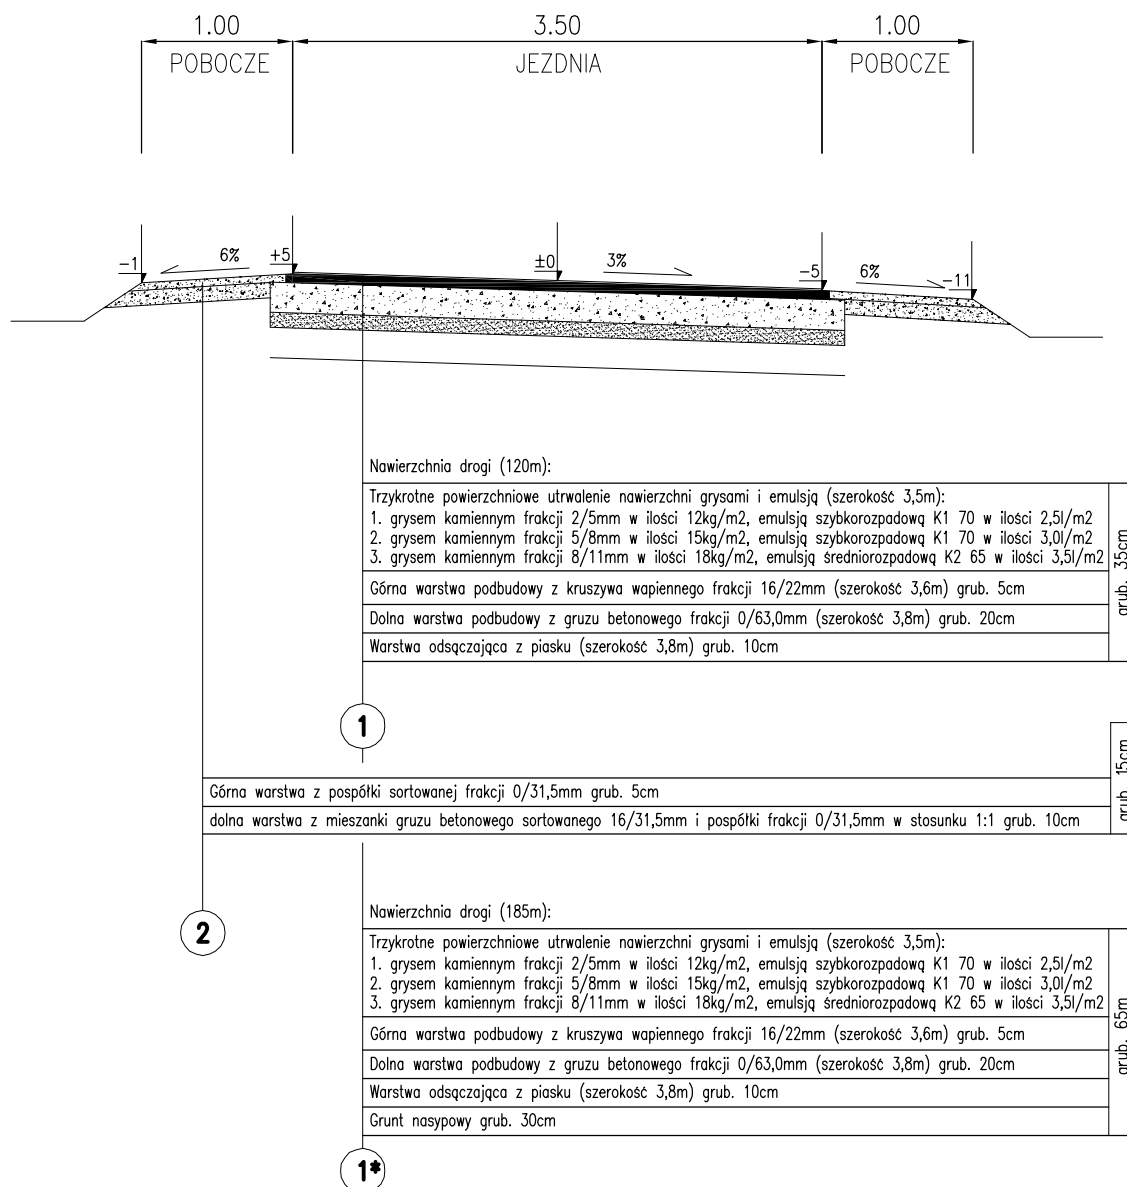 1.00 3.50 1.00
POBOCZE JEZDNIA POBOCZE
-1 6% +5 ±0 3% -5 6% -11
Nawierzchnia drogi (120m):
Trzykrotne powierzchniowe utrwalenie nawierzchni grysami i emulsją (szerokość 3,5m):
1. grysem kamiennym frakcji 2/5mm w ilości 12kg/m2, emulsją szybkorozpadową K1 70 w ilości 2,5l/m2
2. grysem kamiennym frakcji 5/8mm w ilości 15kg/m2, emulsją szybkorozpadową K1 70 w ilości 3,0l/m2
3. grysem kamiennym frakcji 8/11mm w ilości 18kg/m2, emulsją średniorozpadową K2 65 w ilości 3,5l/m2
Górna warstwa podbudowy z kruszywa wapiennego frakcji 16/22mm (szerokość 3,6m) grub. 5cm
Dolna warstwa podbudowy z gruzu betonowego frakcji 0/63,0mm (szerokość 3,8m) grub. 20cm
Warstwa odsączająca z piasku (szerokość 3,8m) grub. 10cm
grub. 35cm
1
Górna warstwa z pospółki sortowanej frakcji 0/31,5mm grub. 5cm
dolna warstwa z mieszanki gruzu betonowego sortowanego 16/31,5mm i pospółki frakcji 0/31,5mm w stosunku 1:1 grub. 10cm
grub. 15cm
2
Nawierzchnia drogi (185m):
Trzykrotne powierzchniowe utrwalenie nawierzchni grysami i emulsją (szerokość 3,5m):
1. grysem kamiennym frakcji 2/5mm w ilości 12kg/m2, emulsją szybkorozpadową K1 70 w ilości 2,5l/m2
2. grysem kamiennym frakcji 5/8mm w ilości 15kg/m2, emulsją szybkorozpadową K1 70 w ilości 3,0l/m2
3. grysem kamiennym frakcji 8/11mm w ilości 18kg/m2, emulsją średniorozpadową K2 65 w ilości 3,5l/m2
Górna warstwa podbudowy z kruszywa wapiennego frakcji 16/22mm (szerokość 3,6m) grub. 5cm
Dolna warstwa podbudowy z gruzu betonowego frakcji 0/63,0mm (szerokość 3,8m) grub. 20cm
Warstwa odsączająca z piasku (szerokość 3,8m) grub. 10cm
Grunt nasypowy grub. 30cm
grub. 65m
1*